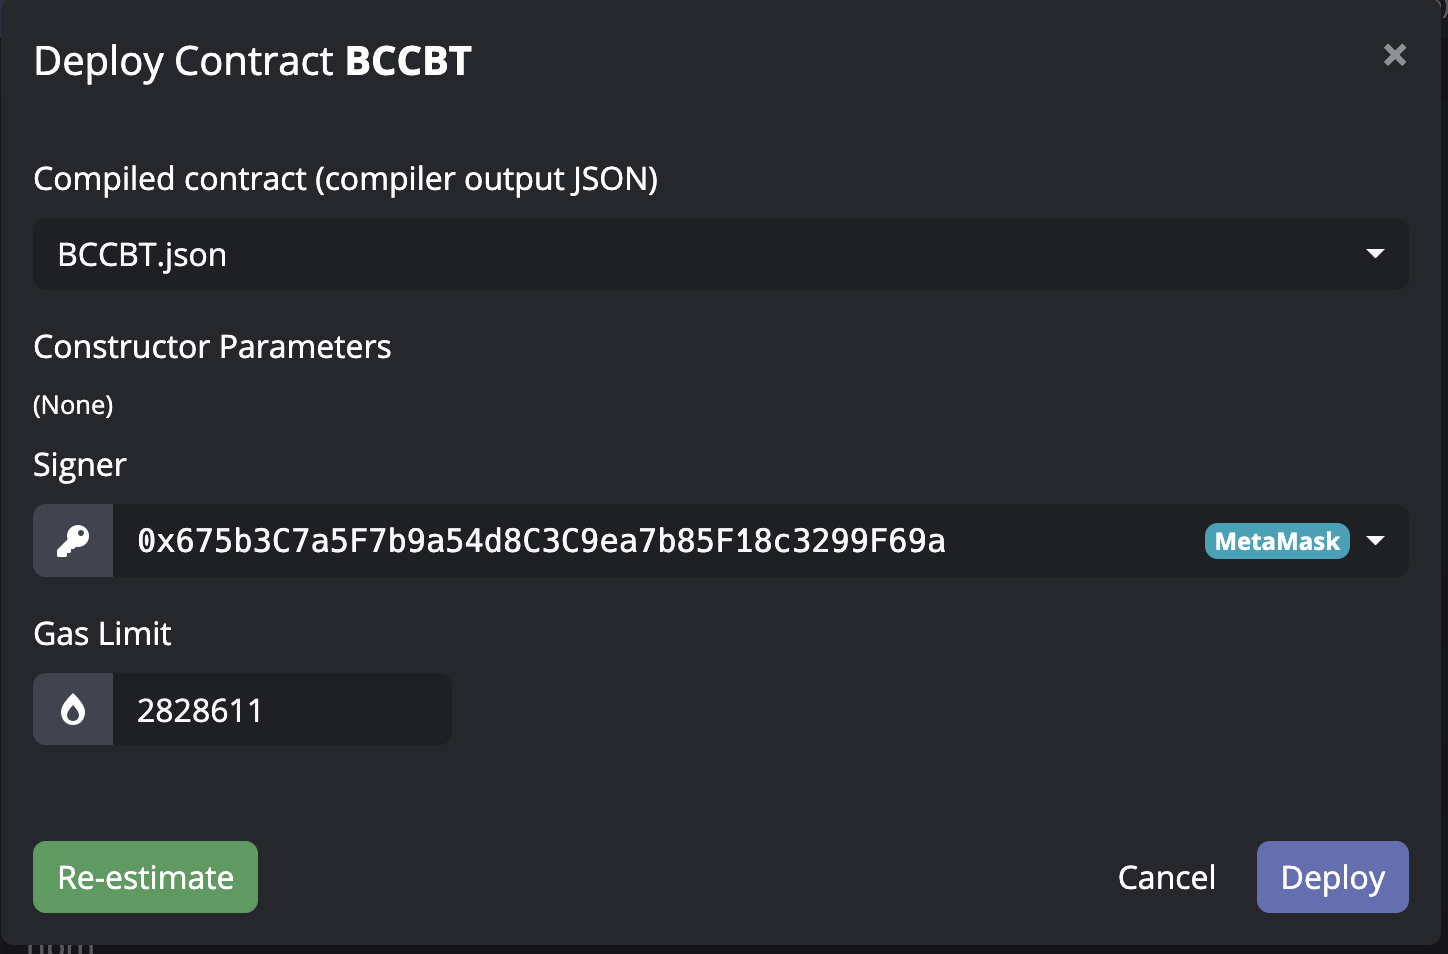 Deploy Contract BCCBT
Compiled contract (compiler output JSON)
BCCBT.json
Constructor Parameters
(None)
Signer
0x675b3C7a5F7b9a54d8C3C9ea7b85F18c3299F69a MetaMask
Gas Limit
2828611
Re-estimate Cancel Deploy